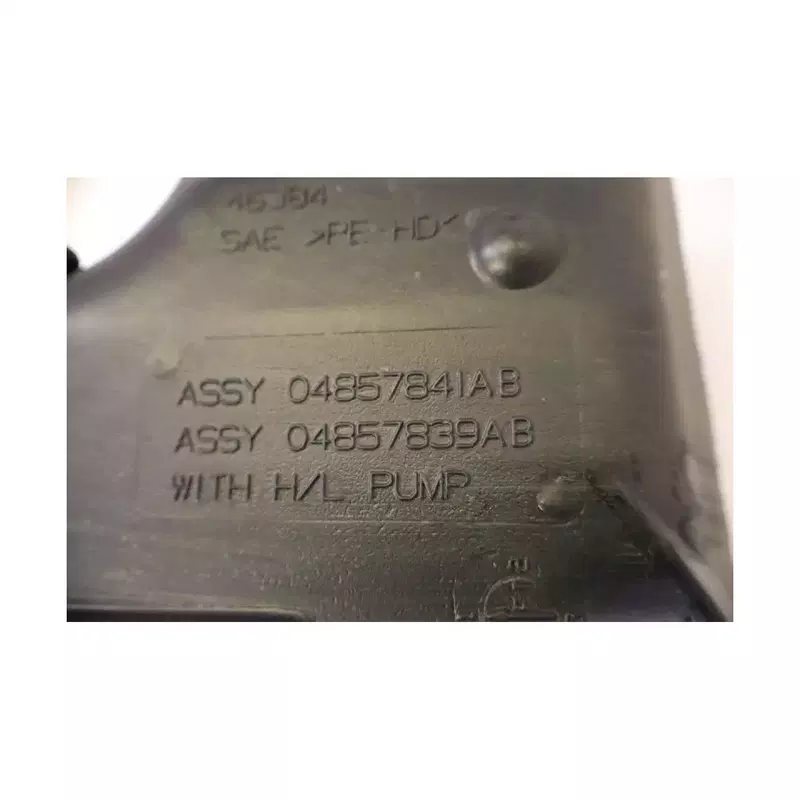 SAE >PE-HD<
ASSY 04857841AB
ASSY 04857839AB
WITH H/L PUMP